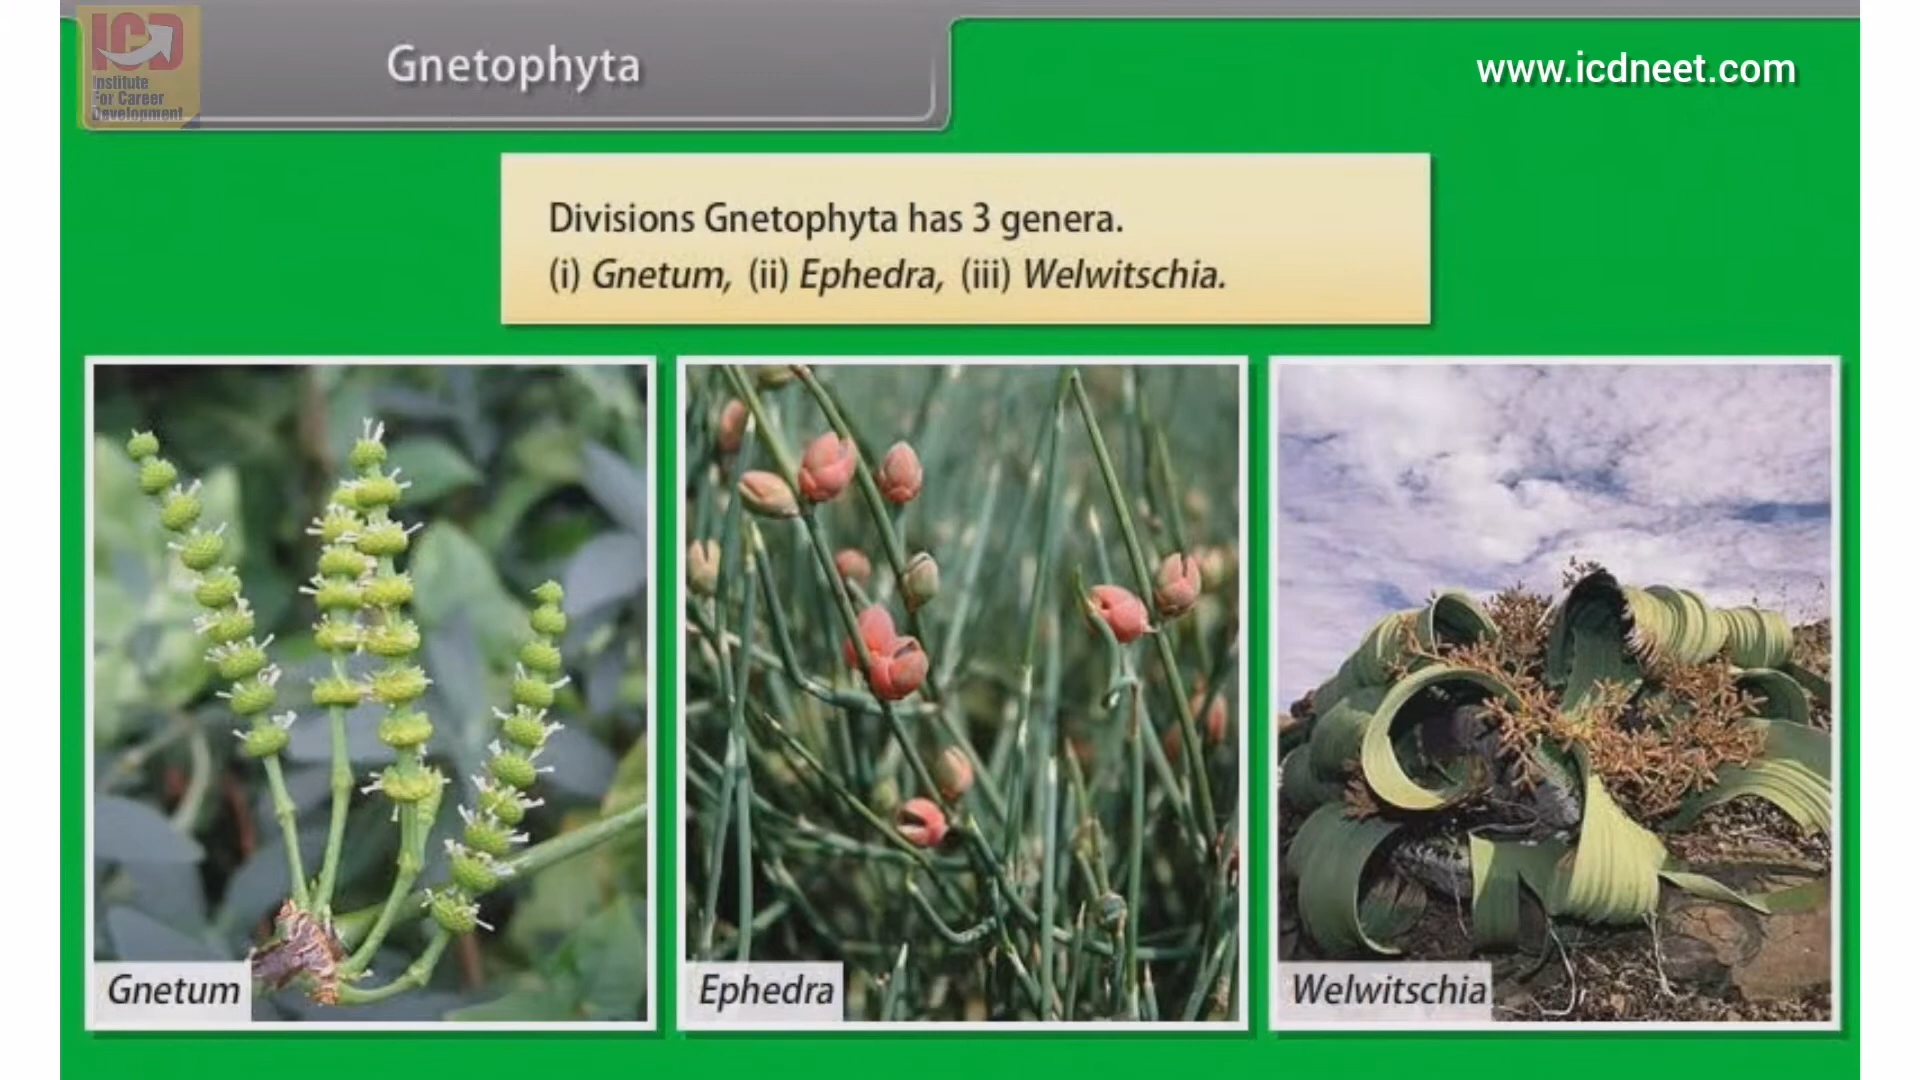 ICD
Institute
For Career
Development
Gnetophyta
www.icdneet.com
Divisions Gnetophyta has 3 genera.
(i) Gnetum, (ii) Ephedra, (iii) Welwitschia.
Gnetum
Ephedra
Welwitschia